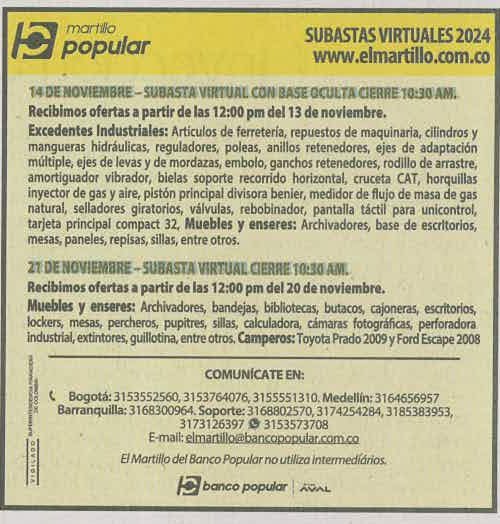 martillo
popular
SUBASTAS VIRTUALES 2024
www.elmartillo.com.co
14 DE NOVIEMBRE – SUBASTA VIRTUAL CON BASE OCULTA CIERRE 10:30 AM.
Recibimos ofertas a partir de las 12:00 pm del 13 de noviembre.
Excedentes Industriales: Artículos de ferretería, repuestos de maquinaria, cilindros y
mangueras hidráulicas, reguladores, poleas, anillos retenedores, ejes de adaptación
múltiple, ejes de levas y de mordazas, embolo, ganchos retenedores, rodillo de arrastre,
amortiguador vibrador, bielas soporte recorrido horizontal, cruceta CAT, horquillas
inyector de gas y aire, pistón principal divisora benier, medidor de flujo de masa de gas
natural, selladores giratorios, válvulas, rebobinador, pantalla táctil para unicontrol,
tarjeta principal compact 32, Muebles y enseres: Archivadores, base de escritorios,
mesas, paneles, repisas, sillas, entre otros.
21 DE NOVIEMBRE – SUBASTA VIRTUAL CIERRE 10:30 AM.
Recibimos ofertas a partir de las 12:00 pm del 20 de noviembre.
Muebles y enseres: Archivadores, bandejas, bibliotecas, butacos, cajoneras, escritorios,
lockers, mesas, percheros, pupitres, sillas, calculadora, cámaras fotográficas, perforadora
industrial, extintores, guillotina, entre otros. Camperos: Toyota Prado 2009 y Ford Escape 2008
VIGILADO SUPERINTENDENCIA FINANCIERA
DE COLOMBIA
COMUNÍCATE EN:
Bogotá: 3153552560, 3153764076, 3155551310. Medellín: 3164656957
Barranquilla: 3168300964. Soporte: 3168802570, 3174254284, 3185383953,
3173126397 3153573708
E-mail: elmartillo@bancopopular.com.co
El Martillo del Banco Popular no utiliza intermediários.
banco popular
AVAL